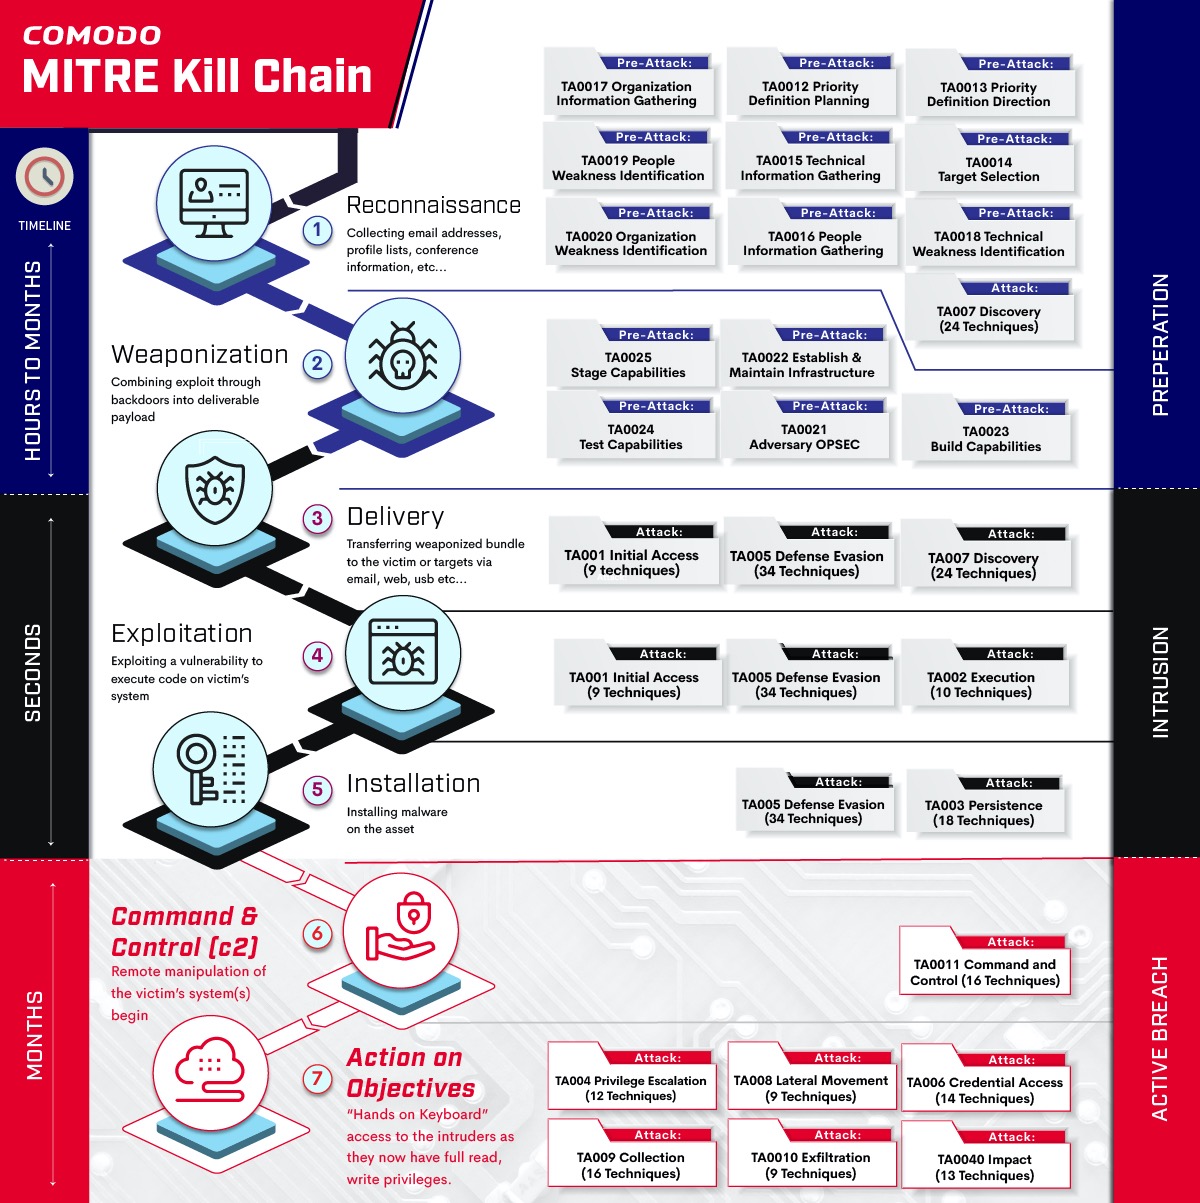 COMODO
MITRE Kill Chain
TIMELINE
HOURS TO MONTHS
SECONDS
MONTHS
PREPERATION
INTRUSION
ACTIVE BREACH
1
Reconnaissance
Collecting email addresses,
profile lists, conference
information, etc...
Pre-Attack:
TA0017 Organization
Information Gathering
Pre-Attack:
TA0012 Priority
Definition Planning
Pre-Attack:
TA0013 Priority
Definition Direction
Pre-Attack:
TA0019 People
Weakness Identification
Pre-Attack:
TA0015 Technical
Information Gathering
Pre-Attack:
TA0014
Target Selection
Pre-Attack:
TA0020 Organization
Weakness Identification
Pre-Attack:
TA0016 People
Information Gathering
Pre-Attack:
TA0018 Technical
Weakness Identification
Attack:
TA007 Discovery
(24 Techniques)
Weaponization
2
Combining exploit through
backdoors into deliverable
payload
Pre-Attack:
TA0025
Stage Capabilities
Pre-Attack:
TA0022 Establish &
Maintain Infrastructure
Pre-Attack:
TA0024
Test Capabilities
Pre-Attack:
TA0021
Adversary OPSEC
Pre-Attack:
TA0023
Build Capabilities
3
Delivery
Transferring weaponized bundle
to the victim or targets via
email, web, usb etc...
Attack:
TA001 Initial Access
(9 techniques)
Attack:
TA005 Defense Evasion
(34 Techniques)
Attack:
TA007 Discovery
(24 Techniques)
Exploitation
4
Exploiting a vulnerability to
execute code on victim's
system
Attack:
TA001 Initial Access
(9 Techniques)
Attack:
TA005 Defense Evasion
(34 Techniques)
Attack:
TA002 Execution
(10 Techniques)
5
Installation
Installing malware
on the asset
Attack:
TA005 Defense Evasion
(34 Techniques)
Attack:
TA003 Persistence
(18 Techniques)
Command &
Control (c2)
6
Remote manipulation of
the victim's system(s)
begin
Attack:
TA0011 Command and
Control (16 Techniques)
7
Action on
Objectives
"Hands on Keyboard"
access to the intruders as
they now have full read,
write privileges.
Attack:
TA004 Privilege Escalation
(12 Techniques)
Attack:
TA008 Lateral Movement
(9 Techniques)
Attack:
TA006 Credential Access
(14 Techniques)
Attack:
TA009 Collection
(16 Techniques)
Attack:
TA0010 Exfiltration
(9 Techniques)
Attack:
TA0040 Impact
(13 Techniques)